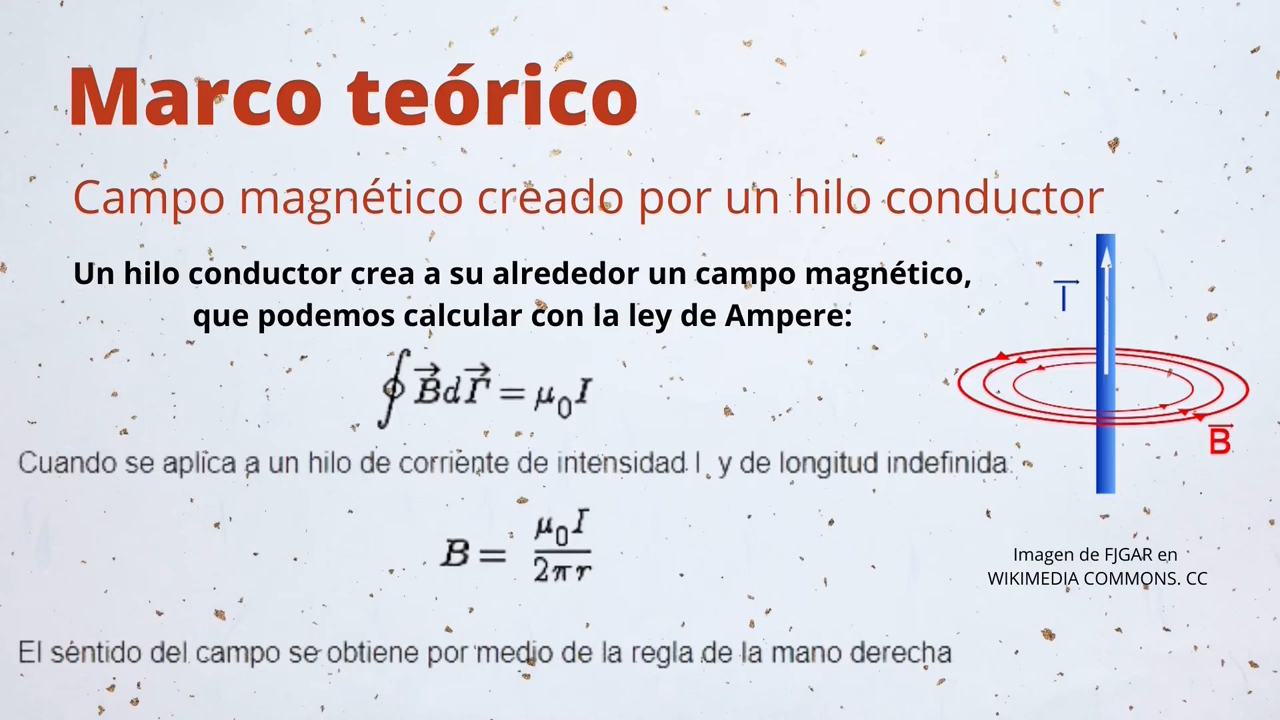 Marco teórico
Campo magnético creado por un hilo conductor
Un hilo conductor crea a su alrededor un campo magnético,
que podemos calcular con la ley de Ampere:
∮B⃗dΓ⃗ = μ₀I
Cuando se aplica a un hilo de corriente de intensidad I y de longitud indefinida:
B = μ₀I / 2πr
El sentido del campo se obtiene por medio de la regla de la mano derecha
I⃗
B⃗
Imagen de FJGAR en
WIKIMEDIA COMMONS. CC